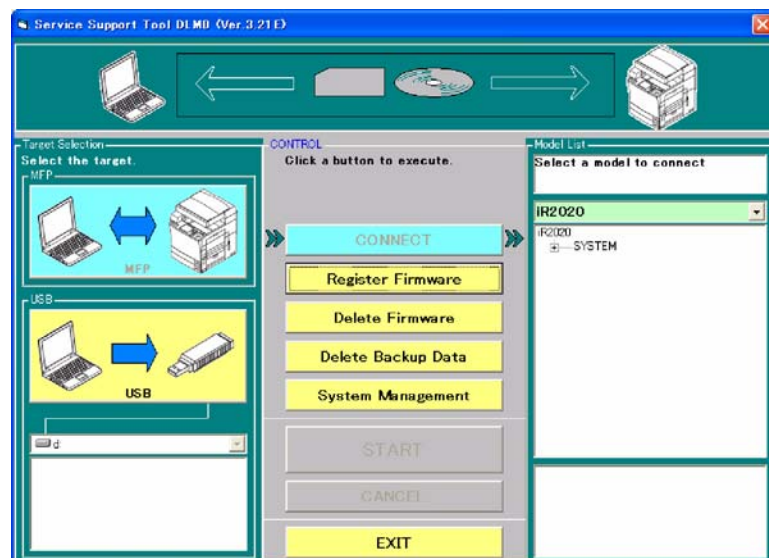 Service Support Tool DLM0 (Ver.3.21E)
Target Selection
Select the target.
MFP
MFP
USB
USB
d
CONTROL
Click a button to execute.
CONNECT
Register Firmware
Delete Firmware
Delete Backup Data
System Management
START
CANCEL
EXIT
Model List
Select a model to connect
iR2020
iR2020
SYSTEM